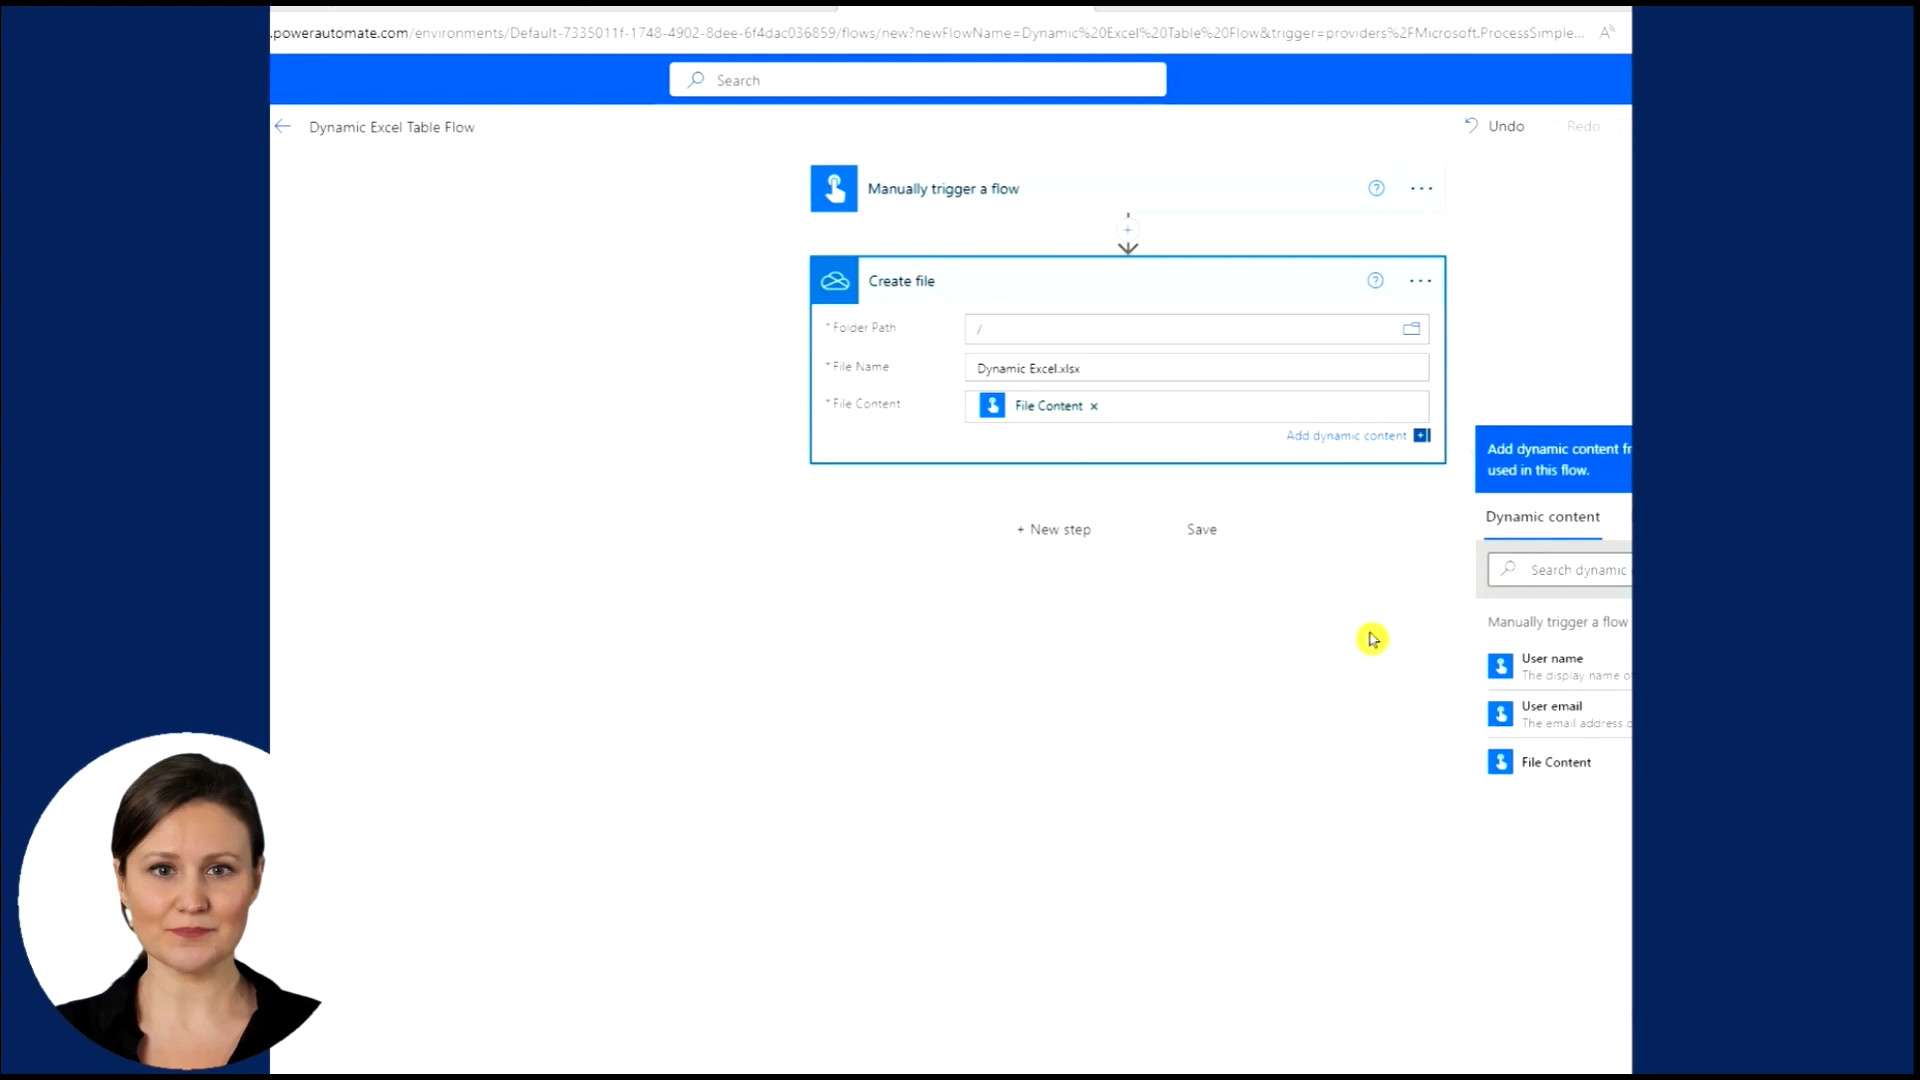 .powerautomate.com/environments/Default-7335011f-1748-4902-8dee-6f4dac036859/flows/new?newFlowName=Dynamic%20Excel%20Table%20Flow&trigger=providers%2FMicrosoft.ProcessSimple...
Search
Dynamic Excel Table Flow
Undo
Redo
Manually trigger a flow
Create file
* Folder Path
/
* File Name
Dynamic Excel.xlsx
* File Content
File Content ×
Add dynamic content
+ New step
Save
Add dynamic content fr
used in this flow.
Dynamic content
Search dynamic
Manually trigger a flow
User name
The display name o
User email
The email address o
File Content